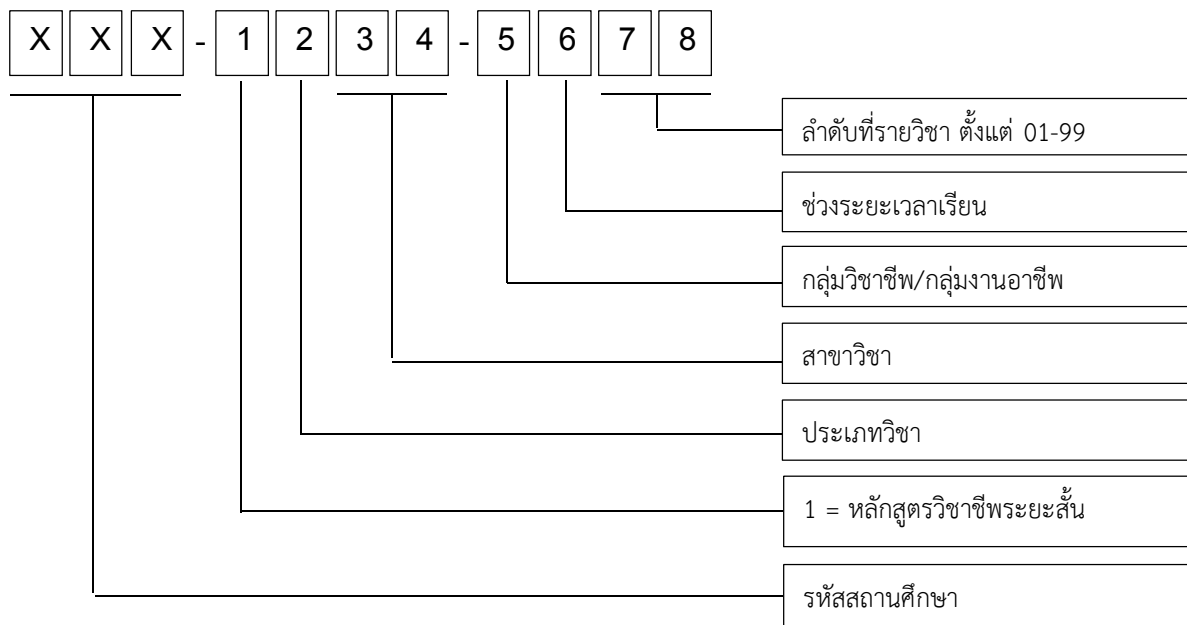 X X X - 1 2 3 4 - 5 6 7 8
ลำดับที่รายวิชา ตั้งแต่ 01-99
ช่วงระยะเวลาเรียน
กลุ่มวิชาชีพ/กลุ่มงานอาชีพ
สาขาวิชา
ประเภทวิชา
1 = หลักสูตรวิชาชีพระยะสั้น
รหัสสถานศึกษา